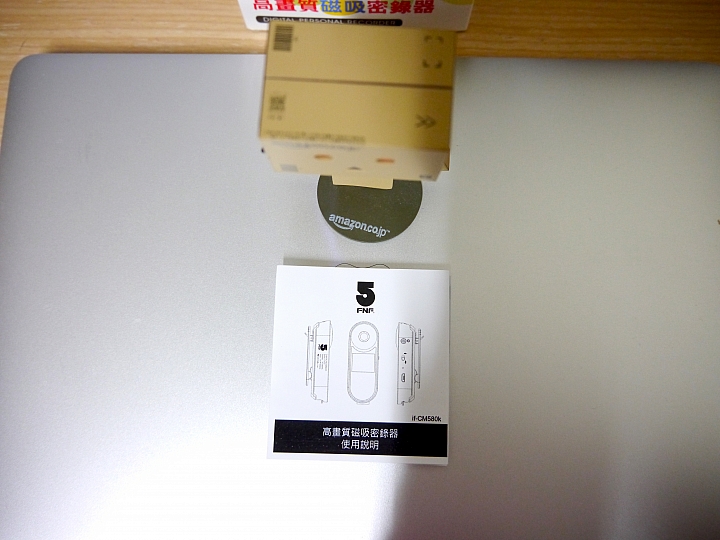 高畫質磁吸密錄器
DIGITAL PERSONAL RECORDER
amazon.co.jp
5
if-CM580k
高畫質磁吸密錄器
使用說明